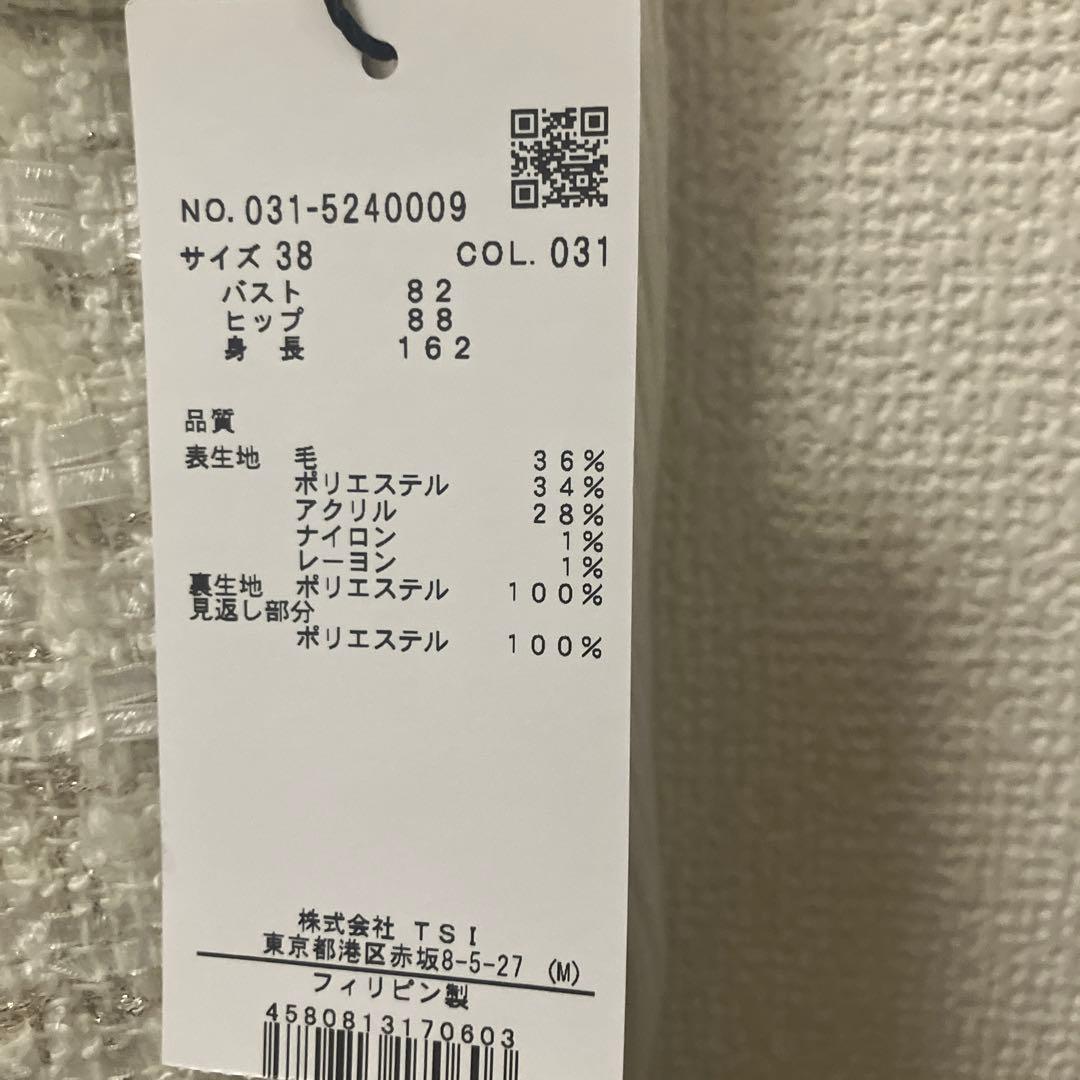 NO. 031-5240009
サイズ 38 COL. 031
バスト 82
ヒップ 88
身 長 162
品質
表生地 毛 36%
ポリエステル 34%
アクリル 28%
ナイロン 1%
レーヨン 1%
裏生地 ポリエステル 100%
見返し部分
ポリエステル 100%
株式会社 TSI
東京都港区赤坂8-5-27 (M)
フィリピン製
4580813170603